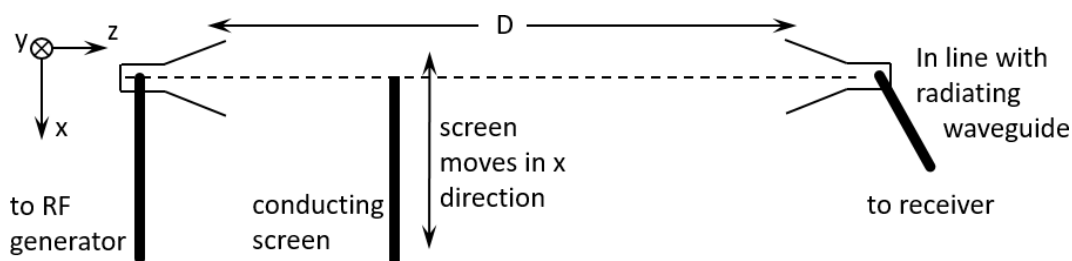 D
y
z
x
In line with
radiating
waveguide
screen
moves in x
direction
to RF
generator
conducting
screen
to receiver